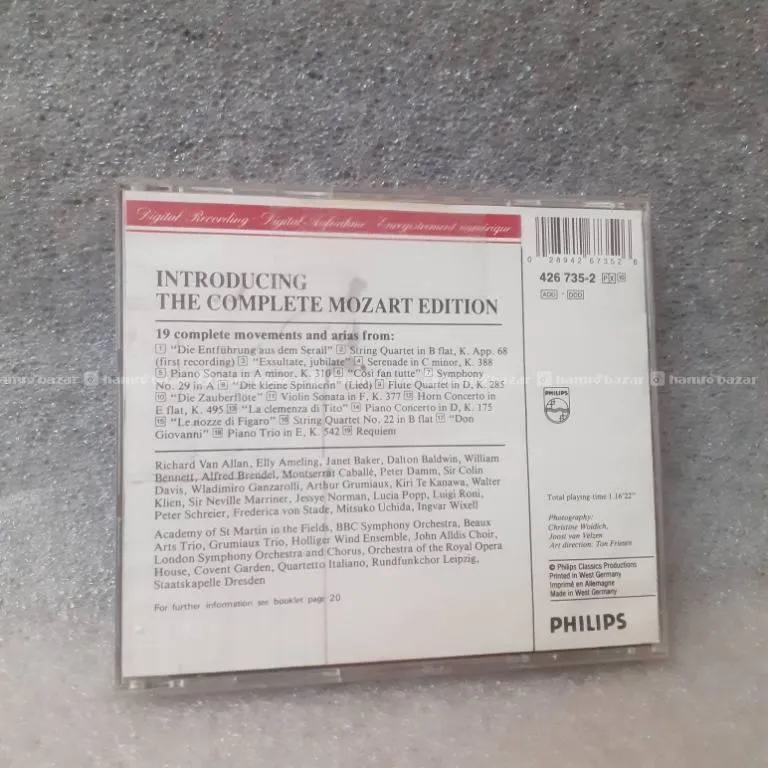 Digital Recording · Digital-Aufnahme · Enregistrement numérique
INTRODUCING
THE COMPLETE MOZART EDITION
19 complete movements and arias from:
1 "Die Entführung aus dem Serail" 2 String Quartet in B flat, K. App. 68
(first recording) 3 "Exsultate, jubilate" 4 Serenade in C minor, K. 388
5 Piano Sonata in A minor, K. 310 6 "Così fan tutte" 7 Symphony
No. 29 in A 8 "Die kleine Spinnerin" (Lied) 9 Flute Quartet in D, K. 285
10 "Die Zauberflöte" 11 Violin Sonata in F, K. 377 12 Horn Concerto in
E flat, K. 495 13 "La clemenza di Tito" 14 Piano Concerto in D, K. 175
15 "Le nozze di Figaro" 16 String Quartet No. 22 in B flat 17 "Don
Giovanni" 18 Piano Trio in E, K. 542 19 Requiem
Richard Van Allan, Elly Ameling, Janet Baker, Dalton Baldwin, William
Bennett, Alfred Brendel, Montserrat Caballé, Peter Damm, Sir Colin
Davis, Wladimiro Ganzarolli, Arthur Grumiaux, Kiri Te Kanawa, Walter
Klien, Sir Neville Marriner, Jessye Norman, Lucia Popp, Luigi Roni,
Peter Schreier, Frederica von Stade, Mitsuko Uchida, Ingvar Wixell
Academy of St Martin in the Fields, BBC Symphony Orchestra, Beaux
Arts Trio, Grumiaux Trio, Holliger Wind Ensemble, John Alldis Choir,
London Symphony Orchestra and Chorus, Orchestra of the Royal Opera
House, Covent Garden, Quartetto Italiano, Rundfunkchor Leipzig,
Staatskapelle Dresden
For further information see booklet page 20
0 28942 67352 6
426 735-2 PX 10
ADD · DDD
PHILIPS
Total playing-time 1.16'22"
Photography:
Christine Woidich,
Joost van Velzen
Art direction: Ton Friesen
℗ Philips Classics Productions
Printed in West Germany
Imprimé en Allemagne
Made in West Germany
PHILIPS
hamrobazar
hamrobazar
hamrobazar